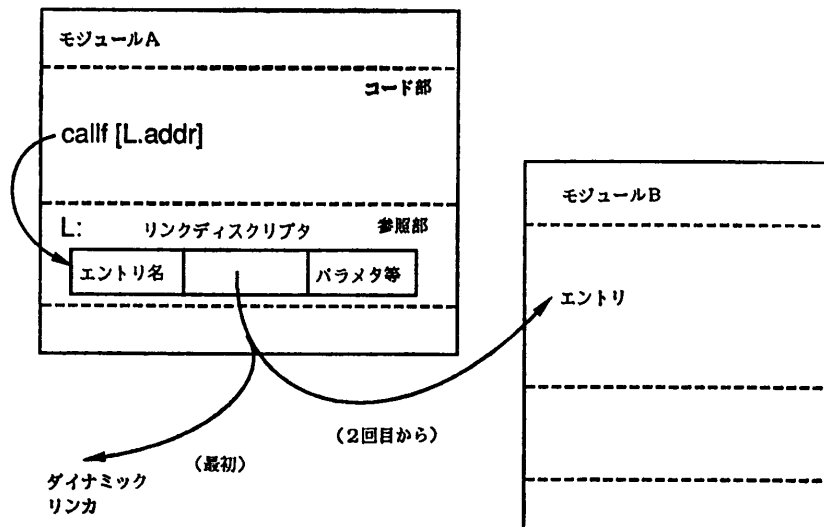 モジュールA
コード部
callf [L.addr]
L: リンクディスクリプタ 参照部
エントリ名 パラメタ等
モジュールB
エントリ
(2回目から)
(最初)
ダイナミック
リンカ